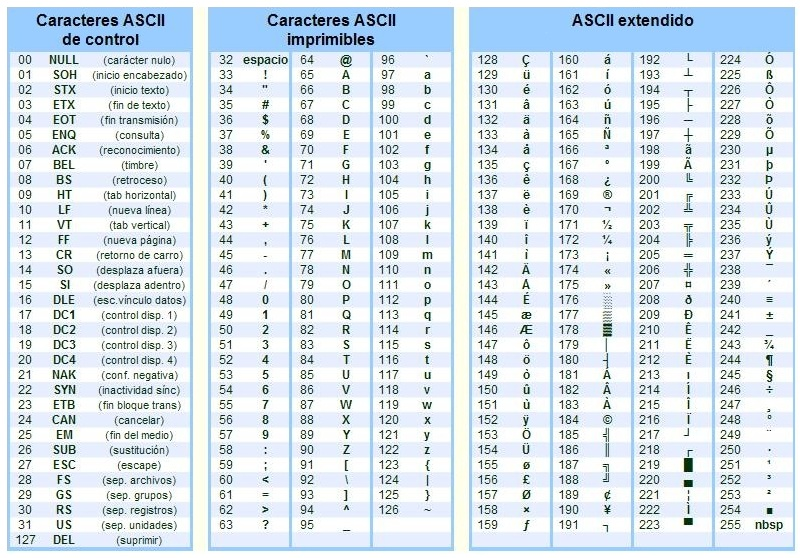 Caracteres ASCII
de control
00 NULL (carácter nulo)
01 SOH (inicio encabezado)
02 STX (inicio texto)
03 ETX (fin de texto)
04 EOT (fin transmisión)
05 ENQ (consulta)
06 ACK (reconocimiento)
07 BEL (timbre)
08 BS (retroceso)
09 HT (tab horizontal)
10 LF (nueva línea)
11 VT (tab vertical)
12 FF (nueva página)
13 CR (retorno de carro)
14 SO (desplaza afuera)
15 SI (desplaza adentro)
16 DLE (esc.vínculo datos)
17 DC1 (control disp. 1)
18 DC2 (control disp. 2)
19 DC3 (control disp. 3)
20 DC4 (control disp. 4)
21 NAK (conf. negativa)
22 SYN (inactividad sínc)
23 ETB (fin bloque trans)
24 CAN (cancelar)
25 EM (fin del medio)
26 SUB (sustitución)
27 ESC (escape)
28 FS (sep. archivos)
29 GS (sep. grupos)
30 RS (sep. registros)
31 US (sep. unidades)
127 DEL (suprimir)
Caracteres ASCII
imprimibles
32 espacio 64 @ 96 `
33 ! 65 A 97 a
34 " 66 B 98 b
35 # 67 C 99 c
36 $ 68 D 100 d
37 % 69 E 101 e
38 & 70 F 102 f
39 ' 71 G 103 g
40 ( 72 H 104 h
41 ) 73 I 105 i
42 * 74 J 106 j
43 + 75 K 107 k
44 , 76 L 108 l
45 - 77 M 109 m
46 . 78 N 110 n
47 / 79 O 111 o
48 0 80 P 112 p
49 1 81 Q 113 q
50 2 82 R 114 r
51 3 83 S 115 s
52 4 84 T 116 t
53 5 85 U 117 u
54 6 86 V 118 v
55 7 87 W 119 w
56 8 88 X 120 x
57 9 89 Y 121 y
58 : 90 Z 122 z
59 ; 91 [ 123 {
60 < 92 \ 124 |
61 = 93 ] 125 }
62 > 94 ^ 126 ~
63 ? 95 _
ASCII extendido
128 Ç 160 á 192 └ 224 Ó
129 ü 161 í 193 ┴ 225 ß
130 é 162 ó 194 ┬ 226 Ô
131 â 163 ú 195 ├ 227 Ò
132 ä 164 ñ 196 ─ 228 õ
133 à 165 Ñ 197 ┼ 229 Õ
134 å 166 ª 198 ã 230 µ
135 ç 167 º 199 Ã 231 þ
136 ê 168 ¿ 200 ╚ 232 Þ
137 ë 169 ® 201 ╔ 233 Ú
138 è 170 ¬ 202 ╩ 234 Û
139 ï 171 ½ 203 ╦ 235 Ù
140 î 172 ¼ 204 ╠ 236 ý
141 ì 173 ¡ 205 ═ 237 Ý
142 Ä 174 « 206 ╬ 238 ¯
143 Å 175 » 207 ¤ 239 ´
144 É 176 ░ 208 ð 240 ≡
145 æ 177 ▒ 209 Ð 241 ±
146 Æ 178 ▓ 210 Ê 242 ‗
147 ô 179 │ 211 Ë 243 ¾
148 ö 180 ┤ 212 È 244 ¶
149 ò 181 Á 213 ı 245 §
150 û 182 Â 214 Í 246 ÷
151 ù 183 À 215 Î 247 ¸
152 ÿ 184 © 216 Ï 248 °
153 Ö 185 ╣ 217 ┘ 249 ¨
154 Ü 186 ║ 218 ┌ 250 ·
155 ø 187 ╗ 219 █ 251 ¹
156 £ 188 ╝ 220 ▄ 252 ³
157 Ø 189 ¢ 221 ¦ 253 ²
158 × 190 ¥ 222 Ì 254 ■
159 ƒ 191 ┐ 223 ▀ 255 nbsp